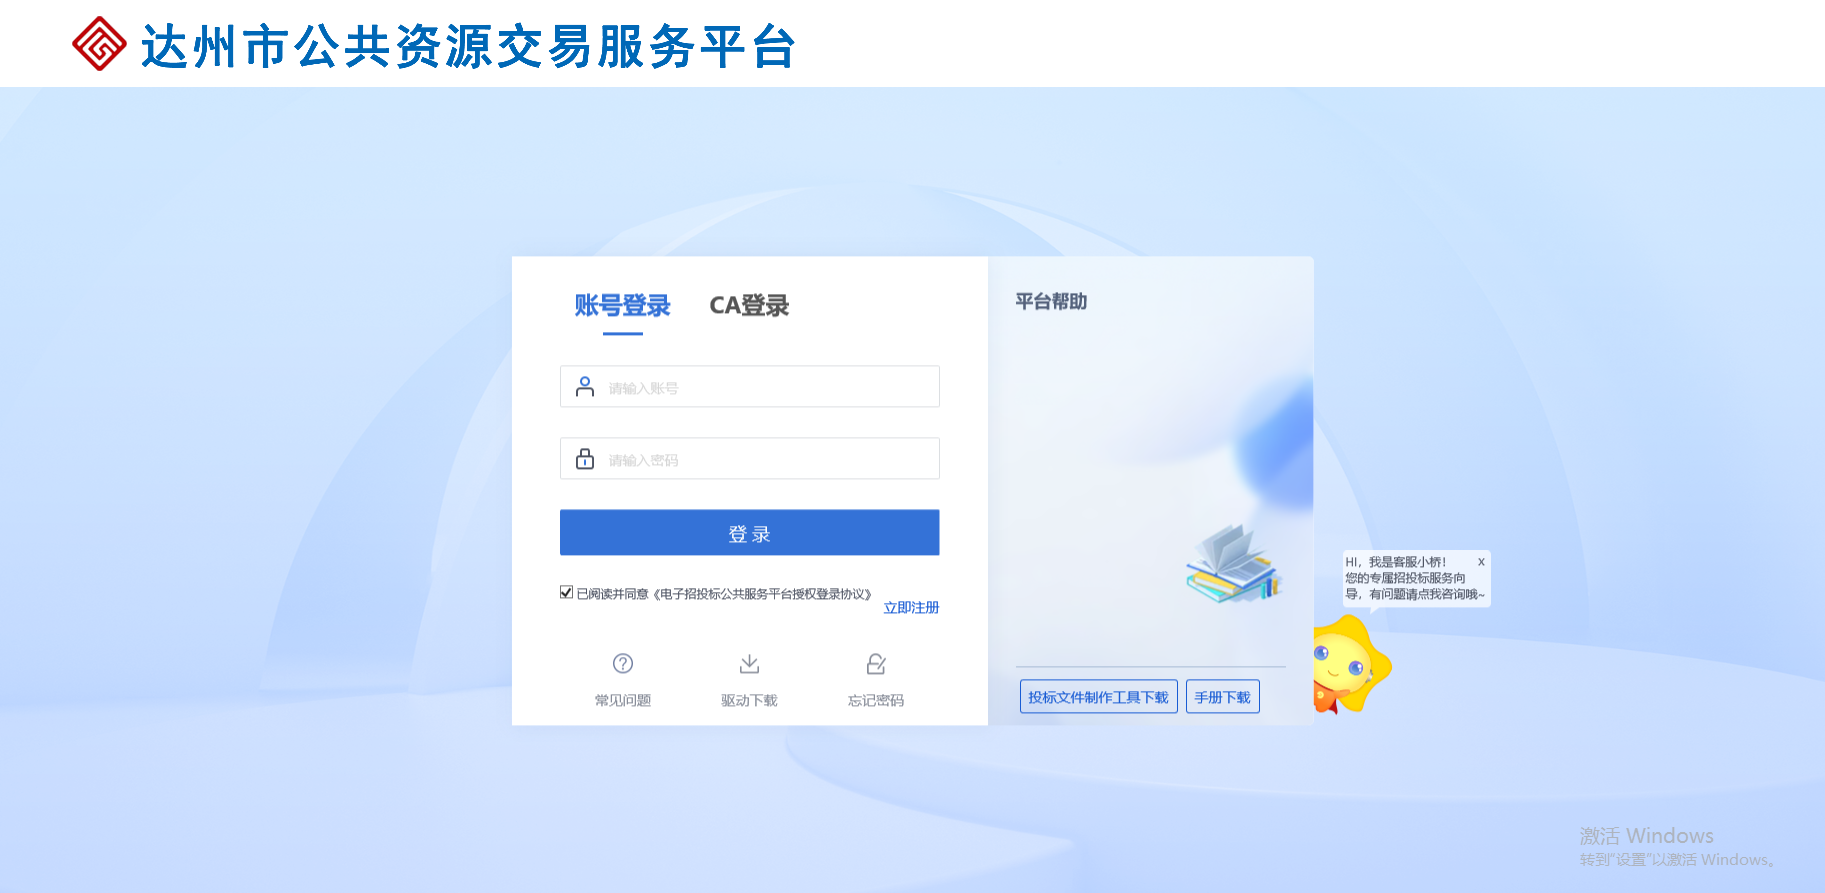 达州市公共资源交易服务平台
账号登录 CA登录
请输入账号
请输入密码
登 录
已阅读并同意《电子招投标公共服务平台授权登录协议》
立即注册
常见问题 驱动下载 忘记密码
平台帮助
投标文件制作工具下载 手册下载
HI，我是客服小桥！ x
您的专属招投标服务向
导，有问题请点我咨询哦~
激活 Windows
转到"设置"以激活 Windows。